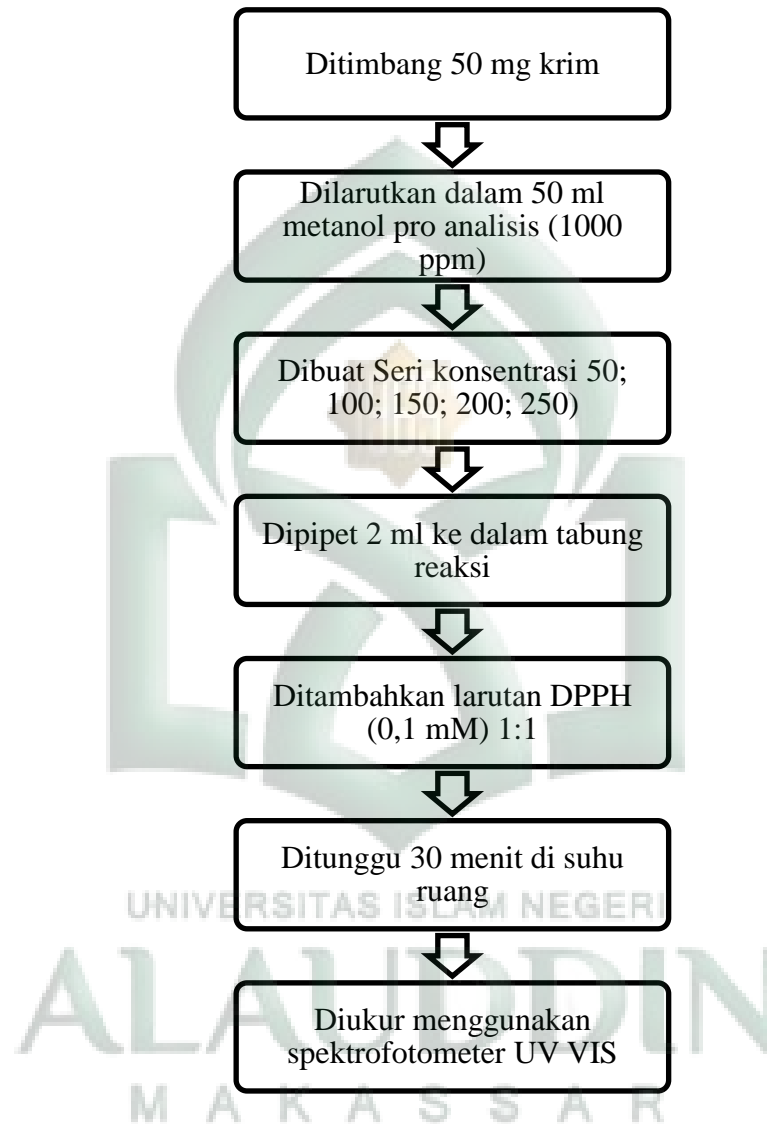 Ditimbang 50 mg krim
Dilarutkan dalam 50 ml
metanol pro analisis (1000
ppm)
Dibuat Seri konsentrasi 50;
100; 150; 200; 250)
Dipipet 2 ml ke dalam tabung
reaksi
Ditambahkan larutan DPPH
(0,1 mM) 1:1
Ditunggu 30 menit di suhu
ruang
UNIVERSITAS ISLAM NEGERI
ALAUDDIN
Diukur menggunakan
spektrofotometer UV VIS
MAKASSAR